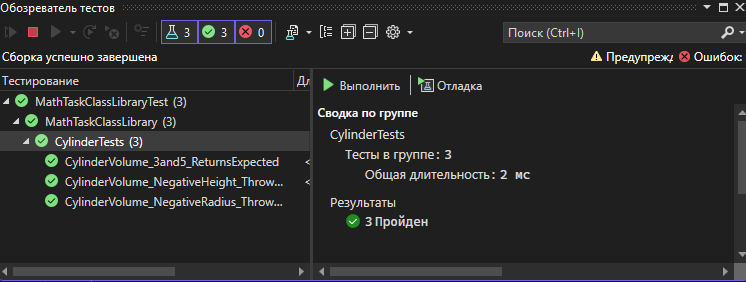 Обозреватель тестов
3 3 0
Поиск (Ctrl+I)
Сборка успешно завершена
Предупрежд
Ошибок:
Тестирование
Дл
MathTaskClassLibraryTest (3)
MathTaskClassLibrary (3)
CylinderTests (3)
CylinderVolume_3and5_ReturnsExpected
<
CylinderVolume_NegativeHeight_Throw...
<
CylinderVolume_NegativeRadius_Throw...
Выполнить
Отладка
Сводка по группе
CylinderTests
Тесты в группе: 3
Общая длительность: 2 мс
Результаты
3 Пройден